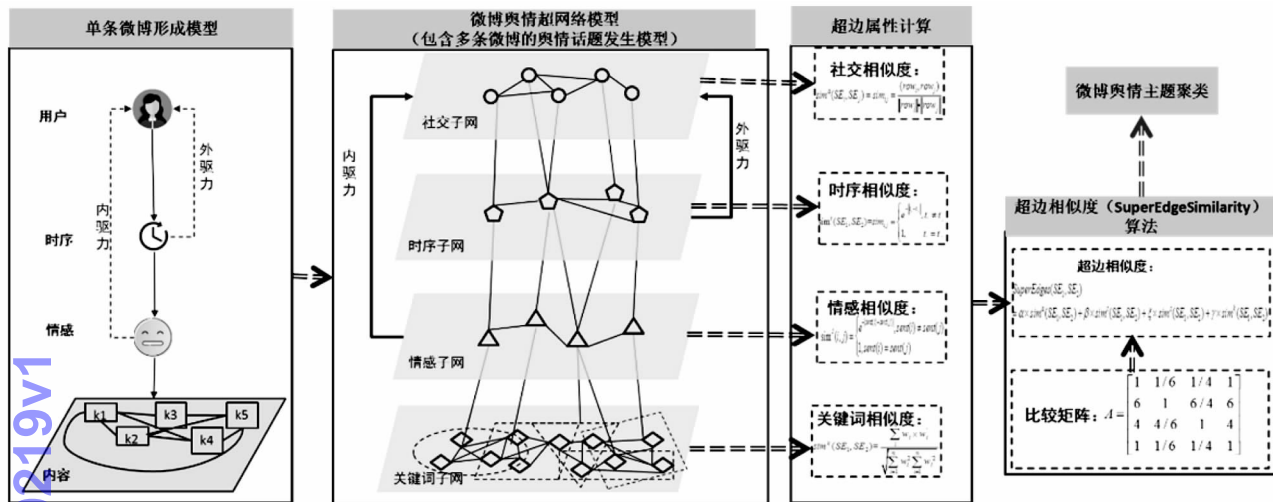 单条微博形成模型
用户
外驱力
内驱力
时序
情感
k1
k3
k5
k2
k4
内容
0219v1
微博舆情超网络模型
（包含多条微博的舆情话题发生模型）
社交子网
内驱力
外驱力
时序子网
情感子网
关键词子网
超边属性计算
社交相似度：
时序相似度：
情感相似度：
关键词相似度：
微博舆情主题聚类
超边相似度（SuperEdgeSimilarity）
算法
超边相似度：
SuperEdges(SE₁,SE₂)
比较矩阵：A=
1 1/6 1/4 1
6 1 6/4 6
4 4/6 1 4
1 1/6 1/4 1